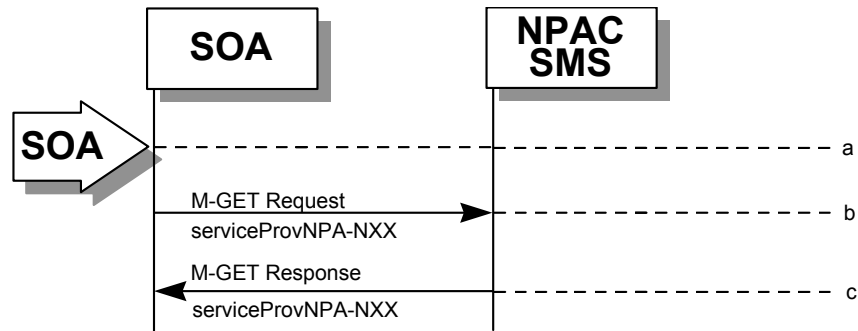 SOA
NPAC
SMS
SOA
a
M-GET Request
b
serviceProvNPA-NXX
M-GET Response
c
serviceProvNPA-NXX